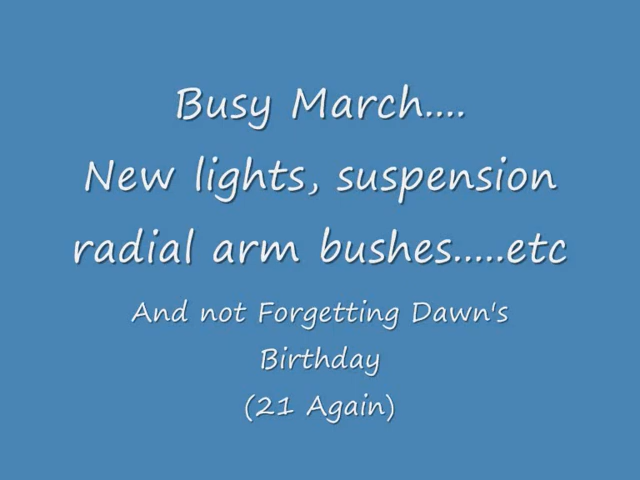 Busy March....
New lights, suspension
radial arm bushes.....etc
And not Forgetting Dawn's
Birthday
(21 Again)